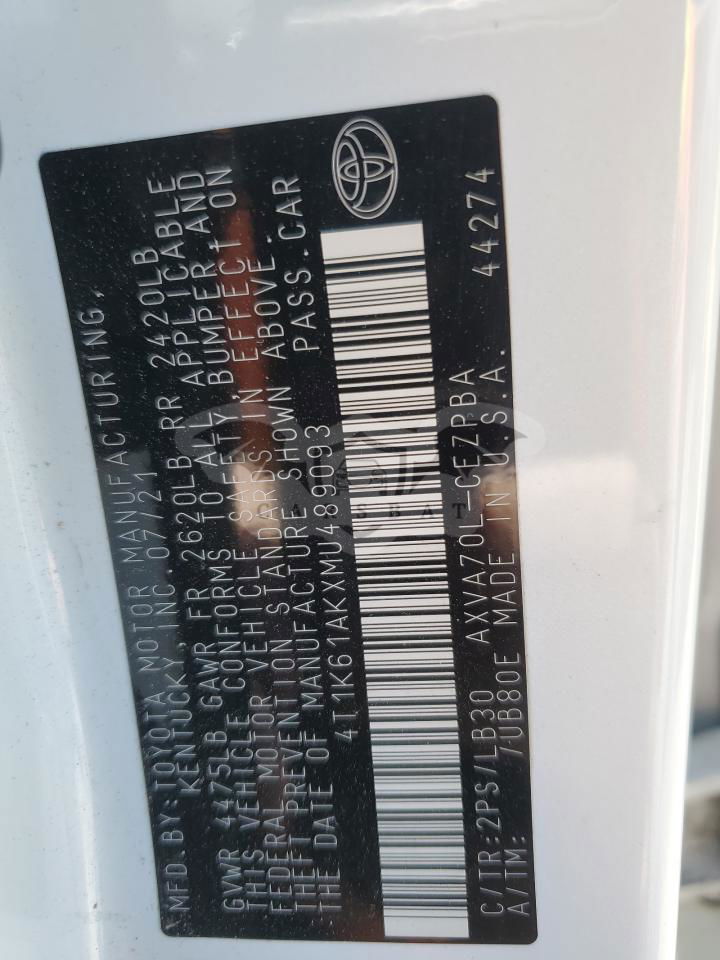 MFD.BY:TOYOTA MOTOR MANUFACTURING,
KENTUCKY, INC. 07/21
GVWR 4475LB GAWR FR 2620LB RR 2420LB
THIS VEHICLE CONFORMS TO ALL APPLICABLE
FEDERAL MOTOR VEHICLE SAFETY, BUMPER, AND
THEFT PREVENTION STANDARDS IN EFFECT ON
THE DATE OF MANUFACTURE SHOWN ABOVE.
4T1K61AKXMU489093 PASS.CAR
C/TR:2PS/LB30 AXVA70L-CEZPBA
A/TM: /UB80E MADE IN U.S.A. 44274
CARSBAT